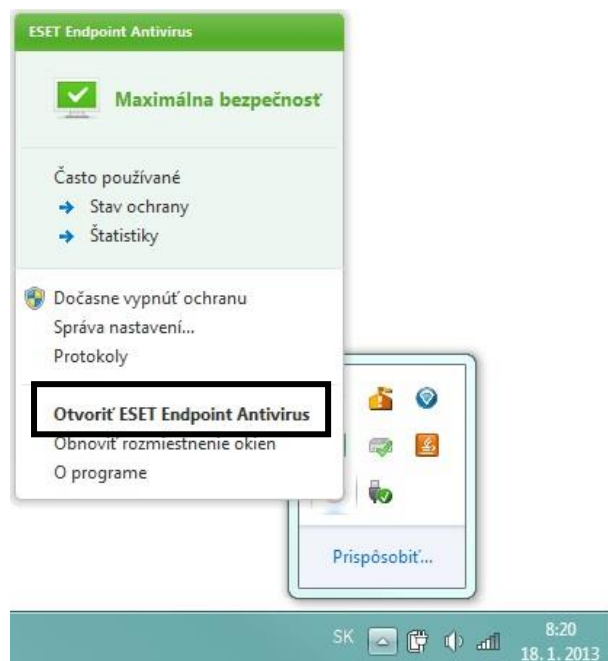 ESET Endpoint Antivirus
Maximálna bezpečnosť
Často používané
Stav ochrany
Štatistiky
Dočasne vypnúť ochranu
Správa nastavení...
Protokoly
Otvoriť ESET Endpoint Antivirus
Obnoviť rozmiestnenie okien
O programe
Prispôsobiť...
SK
8:20
18. 1. 2013